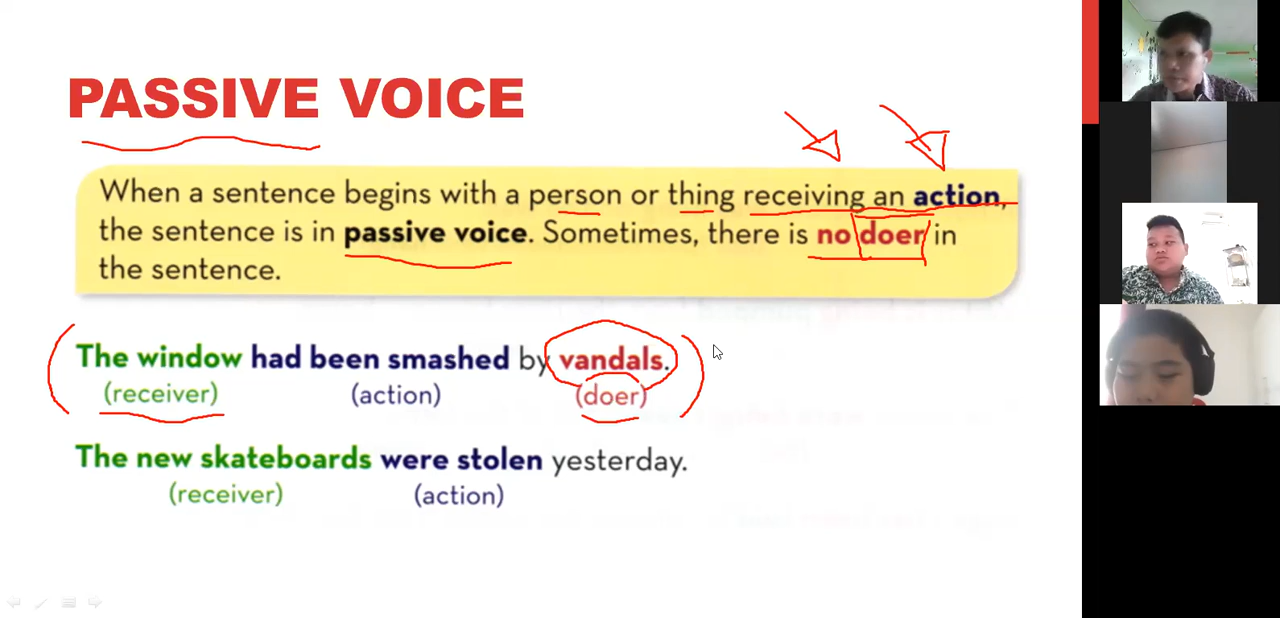 PASSIVE VOICE
When a sentence begins with a person or thing receiving an action,
the sentence is in passive voice. Sometimes, there is no doer in
the sentence.
The window had been smashed by vandals.
(receiver) (action) (doer)
The new skateboards were stolen yesterday.
(receiver) (action)